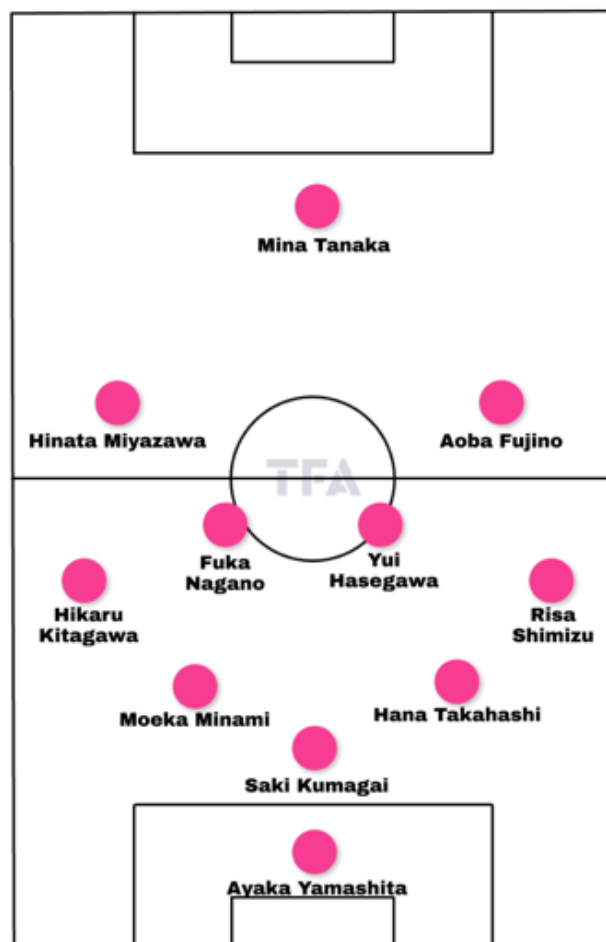 Mina Tanaka
Hinata Miyazawa
Aoba Fujino
TFA
Fuka
Nagano
Yui
Hasegawa
Hikaru
Kitagawa
Risa
Shimizu
Moeka Minami
Hana Takahashi
Saki Kumagai
Ayaka Yamashita